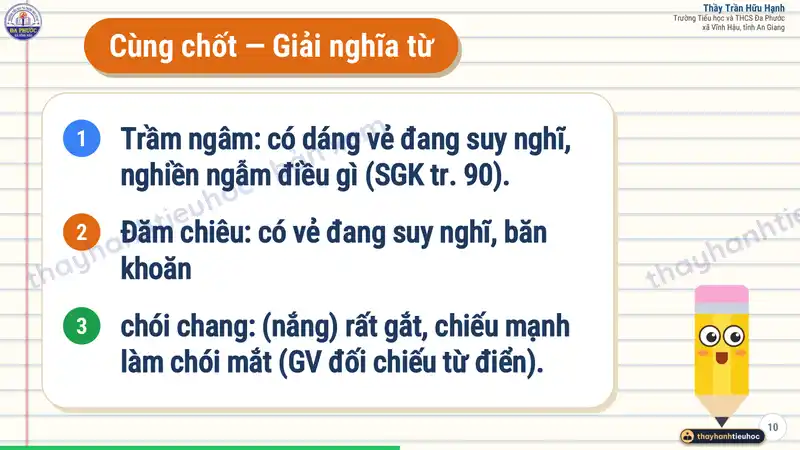 Thầy Trần Hữu Hạnh
Trường Tiểu học và THCS Đa Phước
xã Vĩnh Hậu, tỉnh An Giang
ĐA PHƯỚC
Cùng chốt — Giải nghĩa từ
1
Trầm ngâm: có dáng vẻ đang suy nghĩ,
nghiền ngẫm điều gì (SGK tr. 90).
2
Đăm chiêu: có vẻ đang suy nghĩ, băn
khoăn
3
chói chang: (nắng) rất gắt, chiếu mạnh
làm chói mắt (GV đối chiếu từ điển).
thayhanhtieuhoc
10